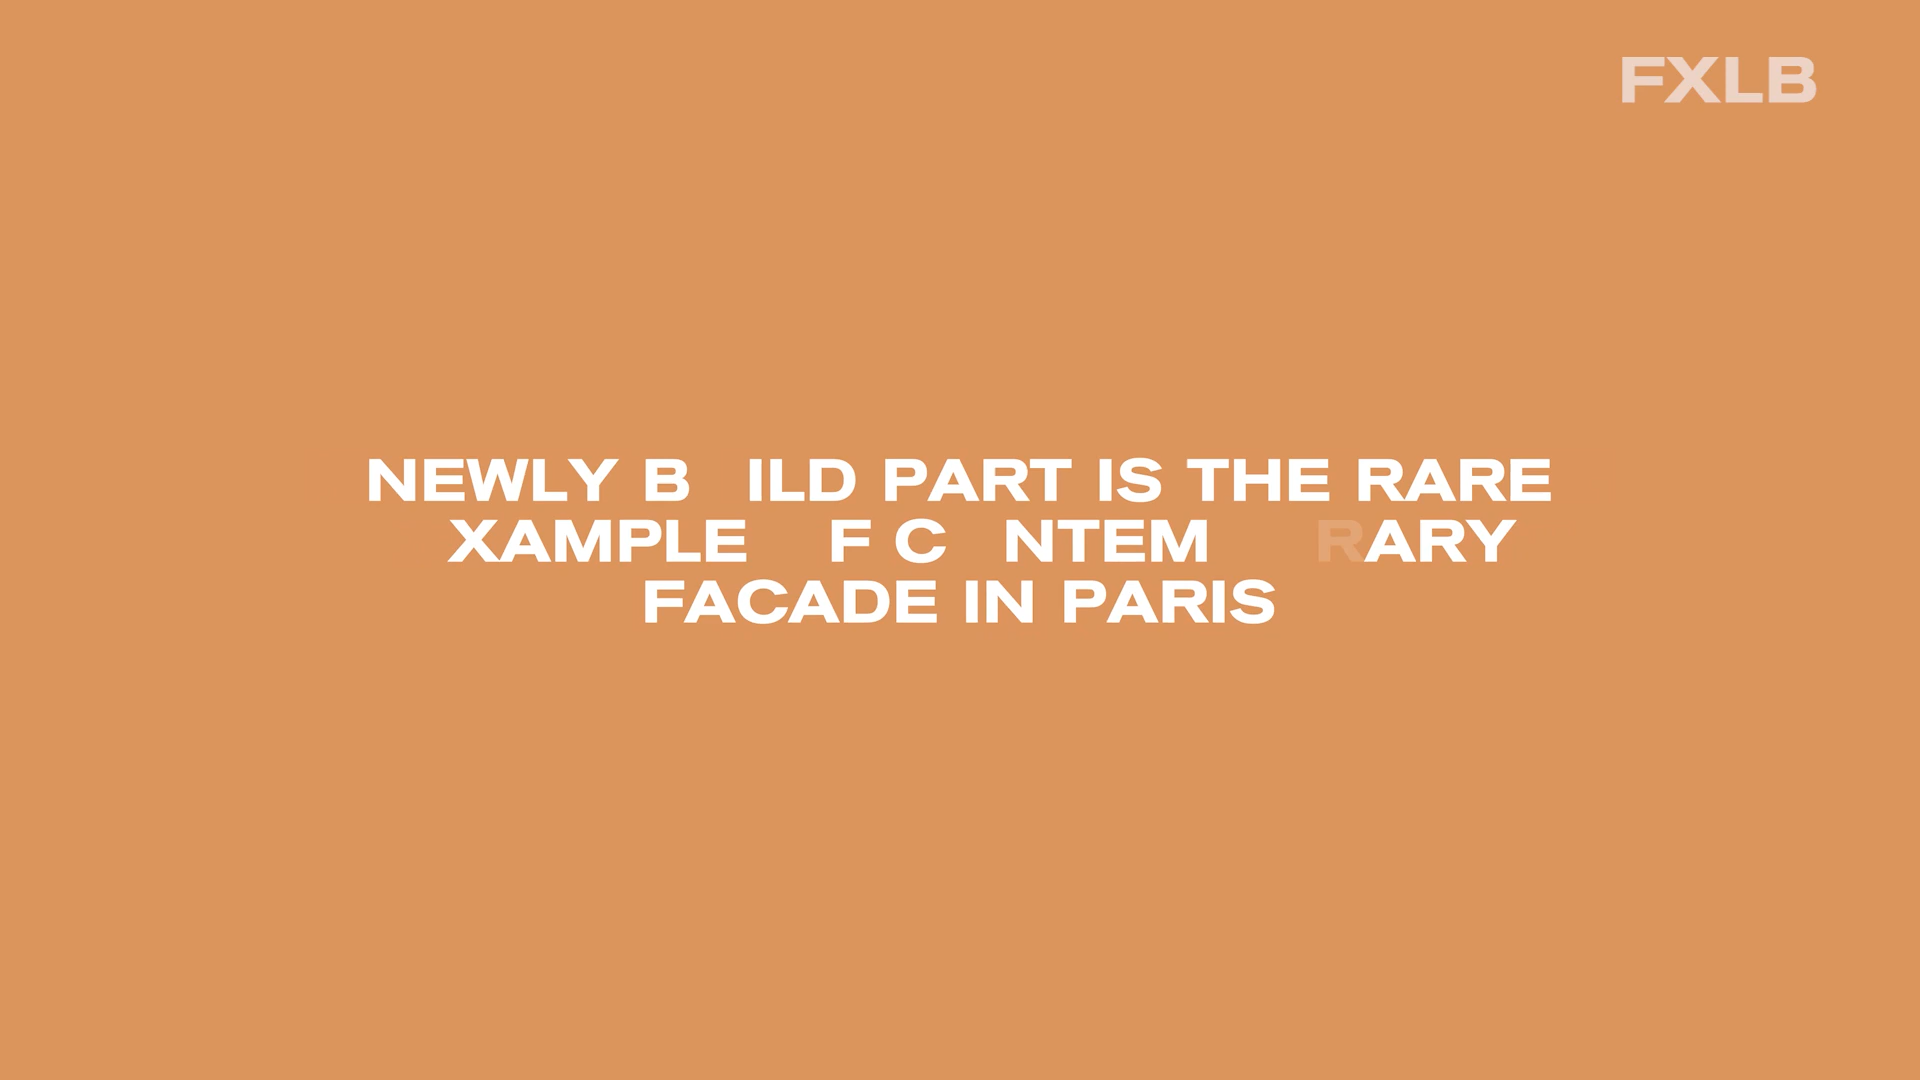 FXLB
NEWLY B ILD PART IS THE RARE
XAMPLE F C NTEM RARY
FACADE IN PARIS